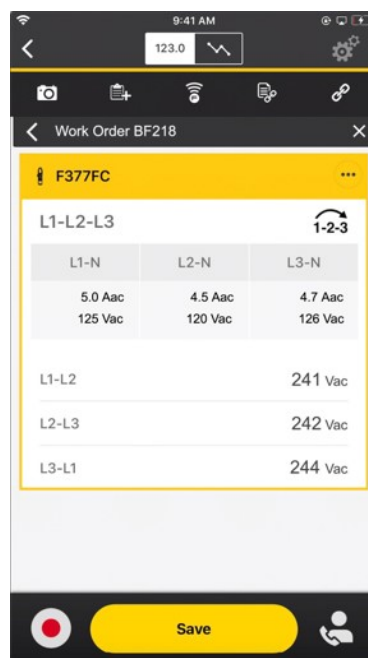 9:41 AM
123.0
Work Order BF218
F377FC
L1-L2-L3
1-2-3
L1-N L2-N L3-N
5.0 Aac 4.5 Aac 4.7 Aac
125 Vac 120 Vac 126 Vac
L1-L2 241 Vac
L2-L3 242 Vac
L3-L1 244 Vac
Save